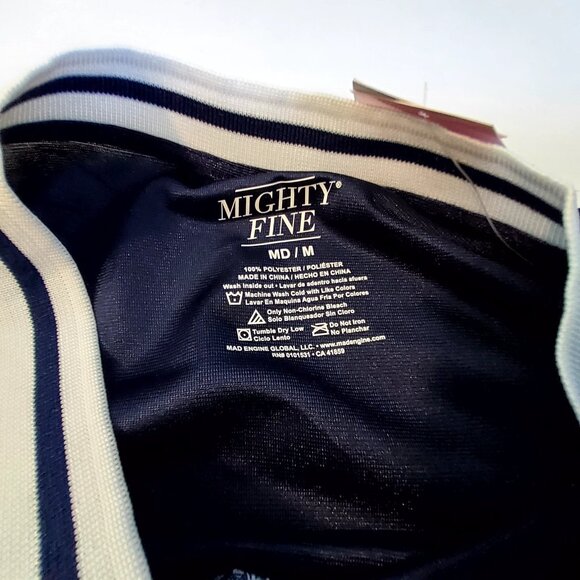 MIGHTY®
FINE
MD / M
100% POLYESTER / POLIÉSTER
MADE IN CHINA / HECHO EN CHINA
Wash Inside out • Lavar de adentro hacia afuera
Machine Wash Cold with Like Colors
Lavar En Maquina Agua Fria Por Colores
Only Non-Chlorine Bleach
Solo Blanqueador Sin Cloro
Tumble Dry Low
Ciclo Lento
Do Not Iron
No Planchar
MAD ENGINE GLOBAL, LLC. • www.madengine.com
RN# 0101531 • CA 41859